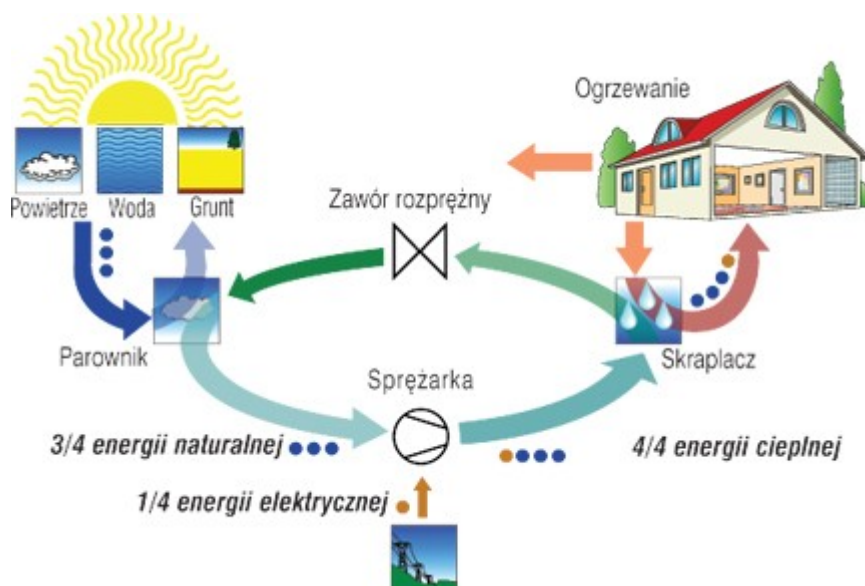 Ogrzewanie
Powietrze Woda Grunt
Zawór rozprężny
Parownik
Skraplacz
Sprężarka
3/4 energii naturalnej
4/4 energii cieplnej
1/4 energii elektrycznej